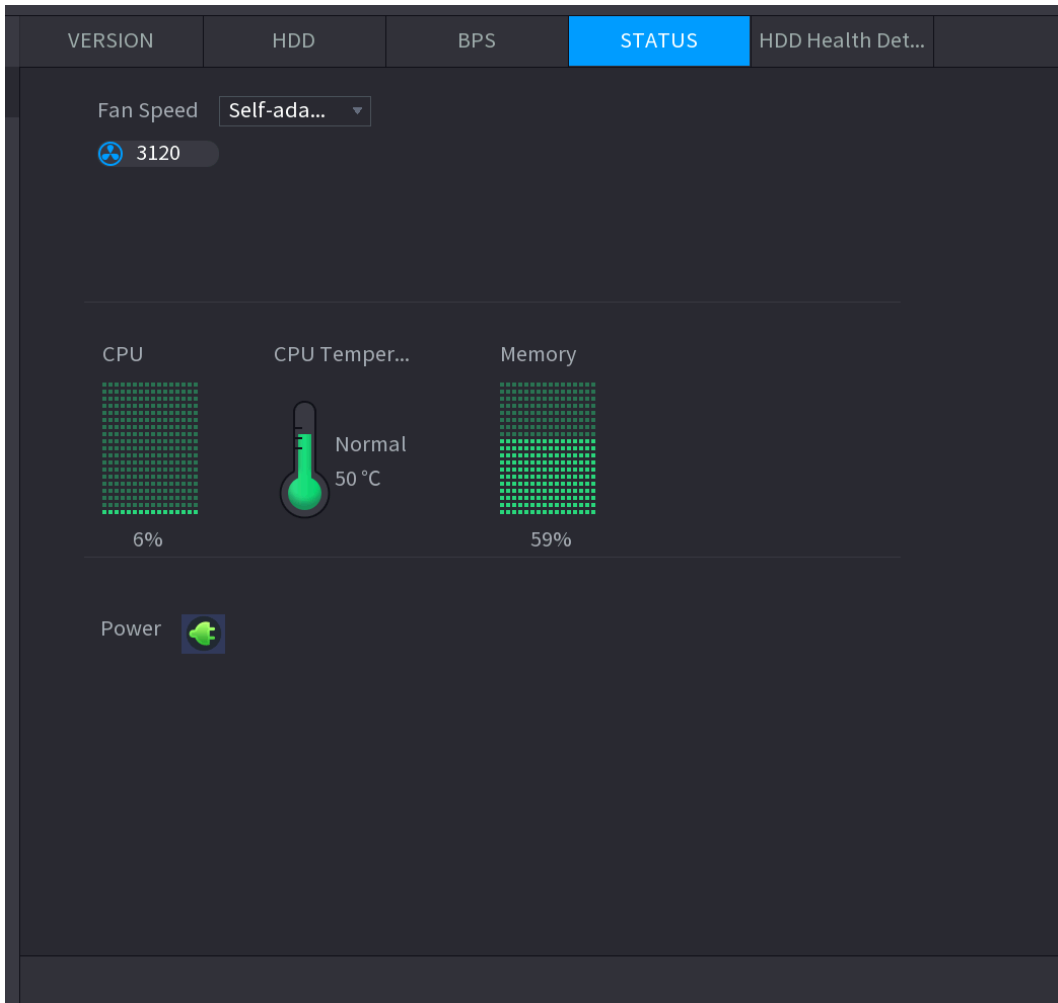 VERSION HDD BPS STATUS HDD Health Det...
Fan Speed Self-ada...
3120
CPU CPU Temper... Memory
Normal
50 °C
6% 59%
Power